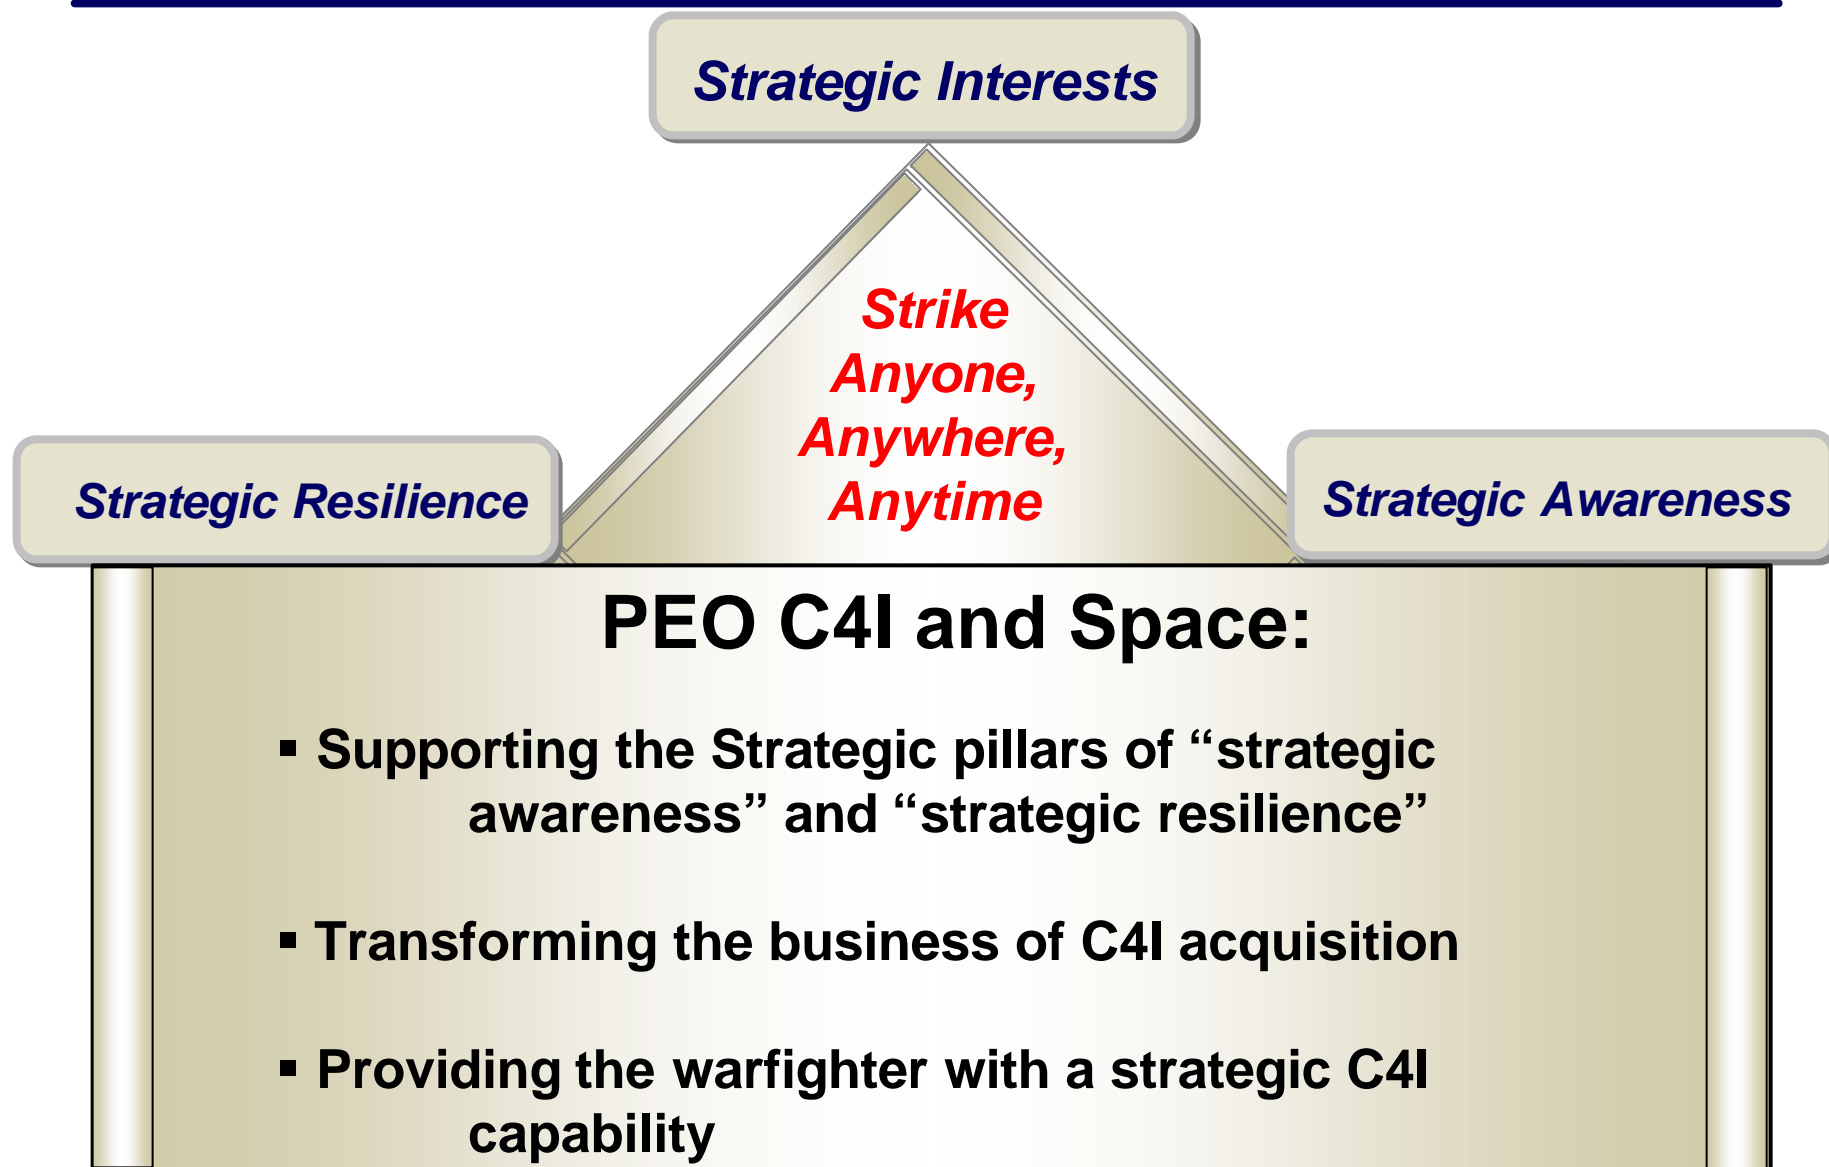 Strategic Interests
Strike
Anyone,
Anywhere,
Anytime
Strategic Resilience
Strategic Awareness
PEO C4I and Space:
▪ Supporting the Strategic pillars of “strategic
awareness” and “strategic resilience”
▪ Transforming the business of C4I acquisition
▪ Providing the warfighter with a strategic C4I
capability